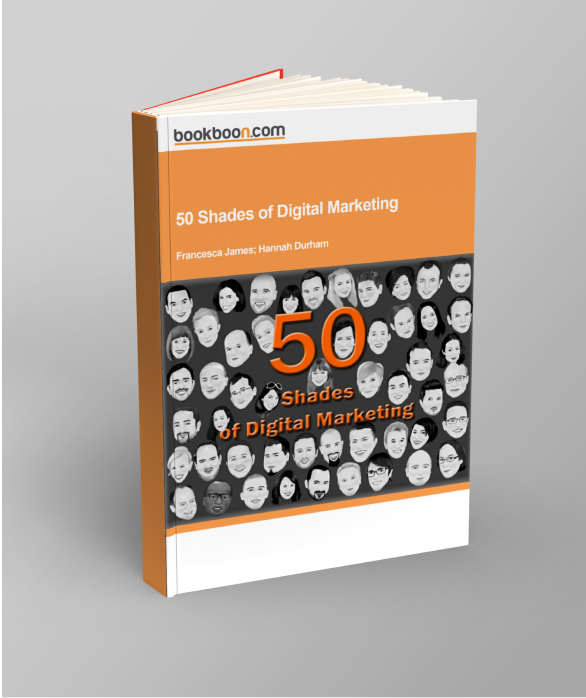 bookboon.com
50 Shades of Digital Marketing
Francesca James; Hannah Durham
50
Shades
of Digital Marketing